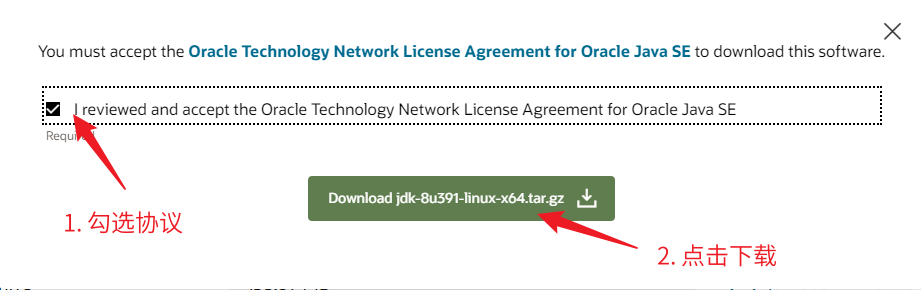 You must accept the Oracle Technology Network License Agreement for Oracle Java SE to download this software.
I reviewed and accept the Oracle Technology Network License Agreement for Oracle Java SE
Required
Download jdk-8u391-linux-x64.tar.gz
1. 勾选协议
2. 点击下载